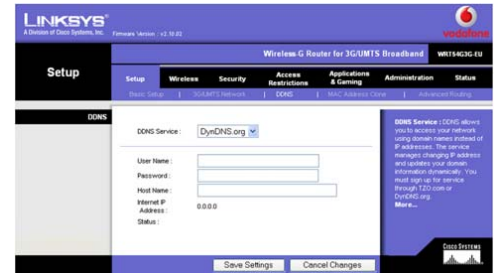 LINKSYS®
A Division of Cisco Systems, Inc.
Firmware Version : v2.10.02
vodafone
Wireless-G Router for 3G/UMTS Broadband
WRT54G3G-EU
Setup
Setup
Wireless
Security
Access Restrictions
Applications & Gaming
Administration
Status
Basic Setup | 3G/UMTS Network | DDNS | MAC Address Clone | Advanced Routing
DDNS
DDNS Service : DynDNS.org
User Name :
Password :
Host Name :
Internet IP Address : 0.0.0.0
Status :
DDNS Service : DDNS allows
you to access your network
using domain names instead of
IP addresses. The service
manages changing IP address
and updates your domain
information dynamically. You
must sign up for service
through TZO.com or
DynDNS.org.
More...
Save Settings
Cancel Changes
CISCO SYSTEMS